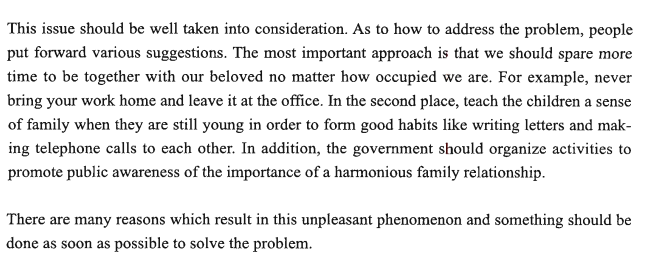 This issue should be well taken into consideration. As to how to address the problem, people
put forward various suggestions. The most important approach is that we should spare more
time to be together with our beloved no matter how occupied we are. For example, never
bring your work home and leave it at the office. In the second place, teach the children a sense
of family when they are still young in order to form good habits like writing letters and mak-
ing telephone calls to each other. In addition, the government should organize activities to
promote public awareness of the importance of a harmonious family relationship.
There are many reasons which result in this unpleasant phenomenon and something should be
done as soon as possible to solve the problem.